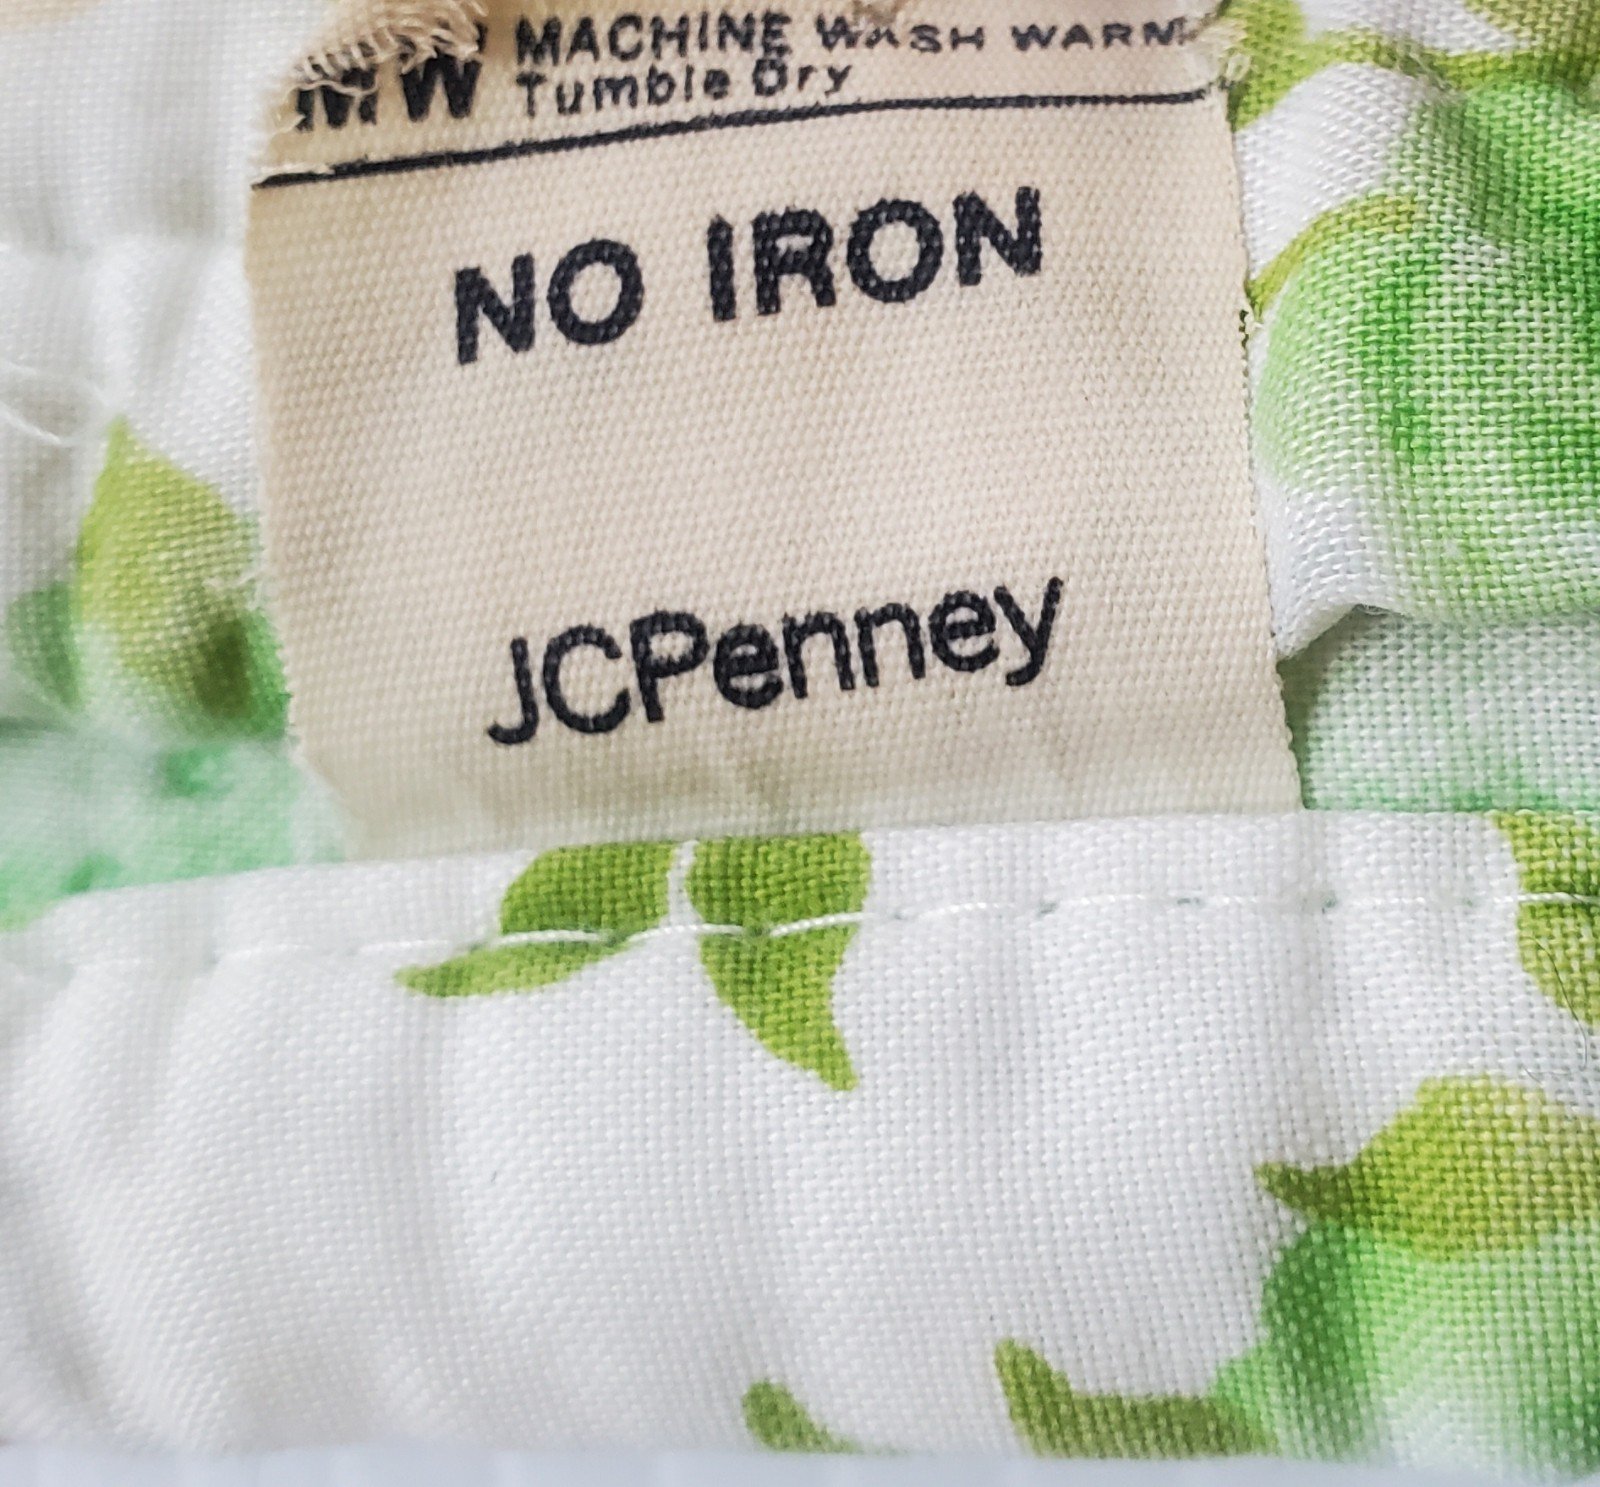 MW MACHINE WASH WARM
Tumble Dry
NO IRON
JCPenney